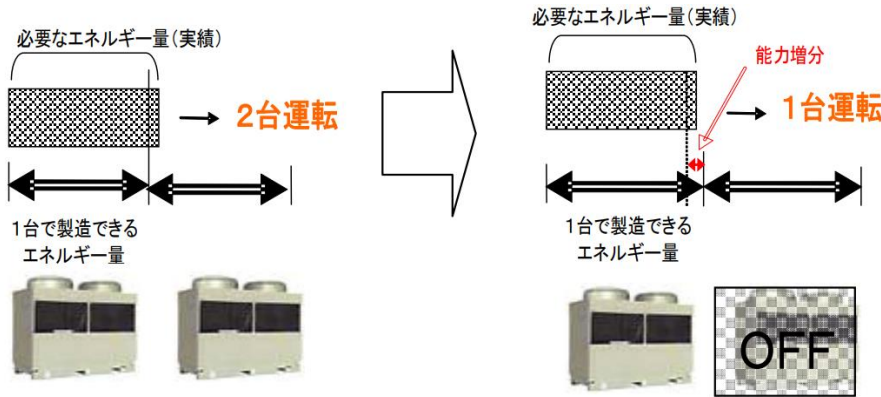 必要なエネルギー量(実績)
2台運転
1台で製造できる
エネルギー量
必要なエネルギー量(実績)
能力増分
1台運転
1台で製造できる
エネルギー量
OFF